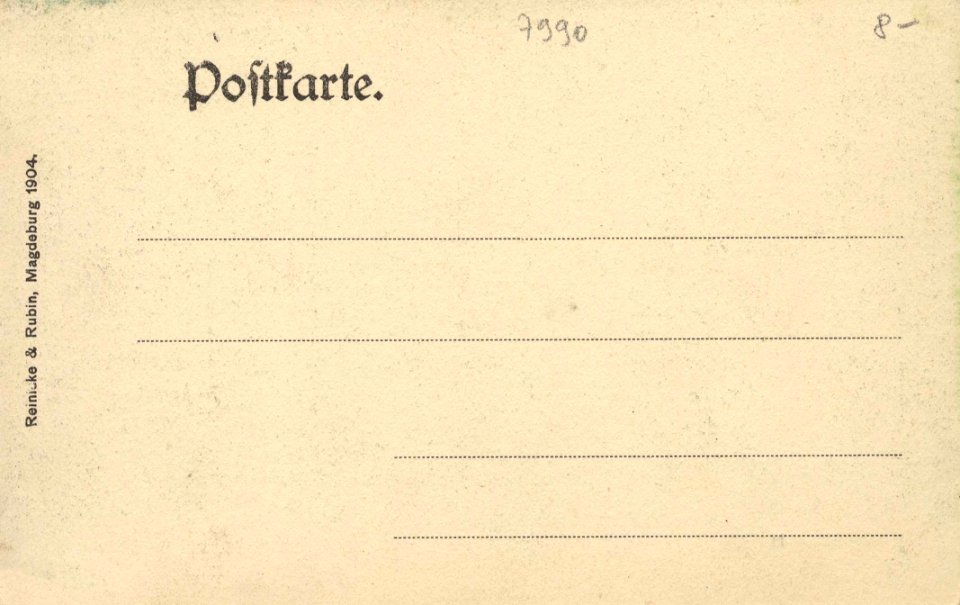 7990
8-
Poſtkarte.
Reinicke & Rubin, Magdeburg 1904.